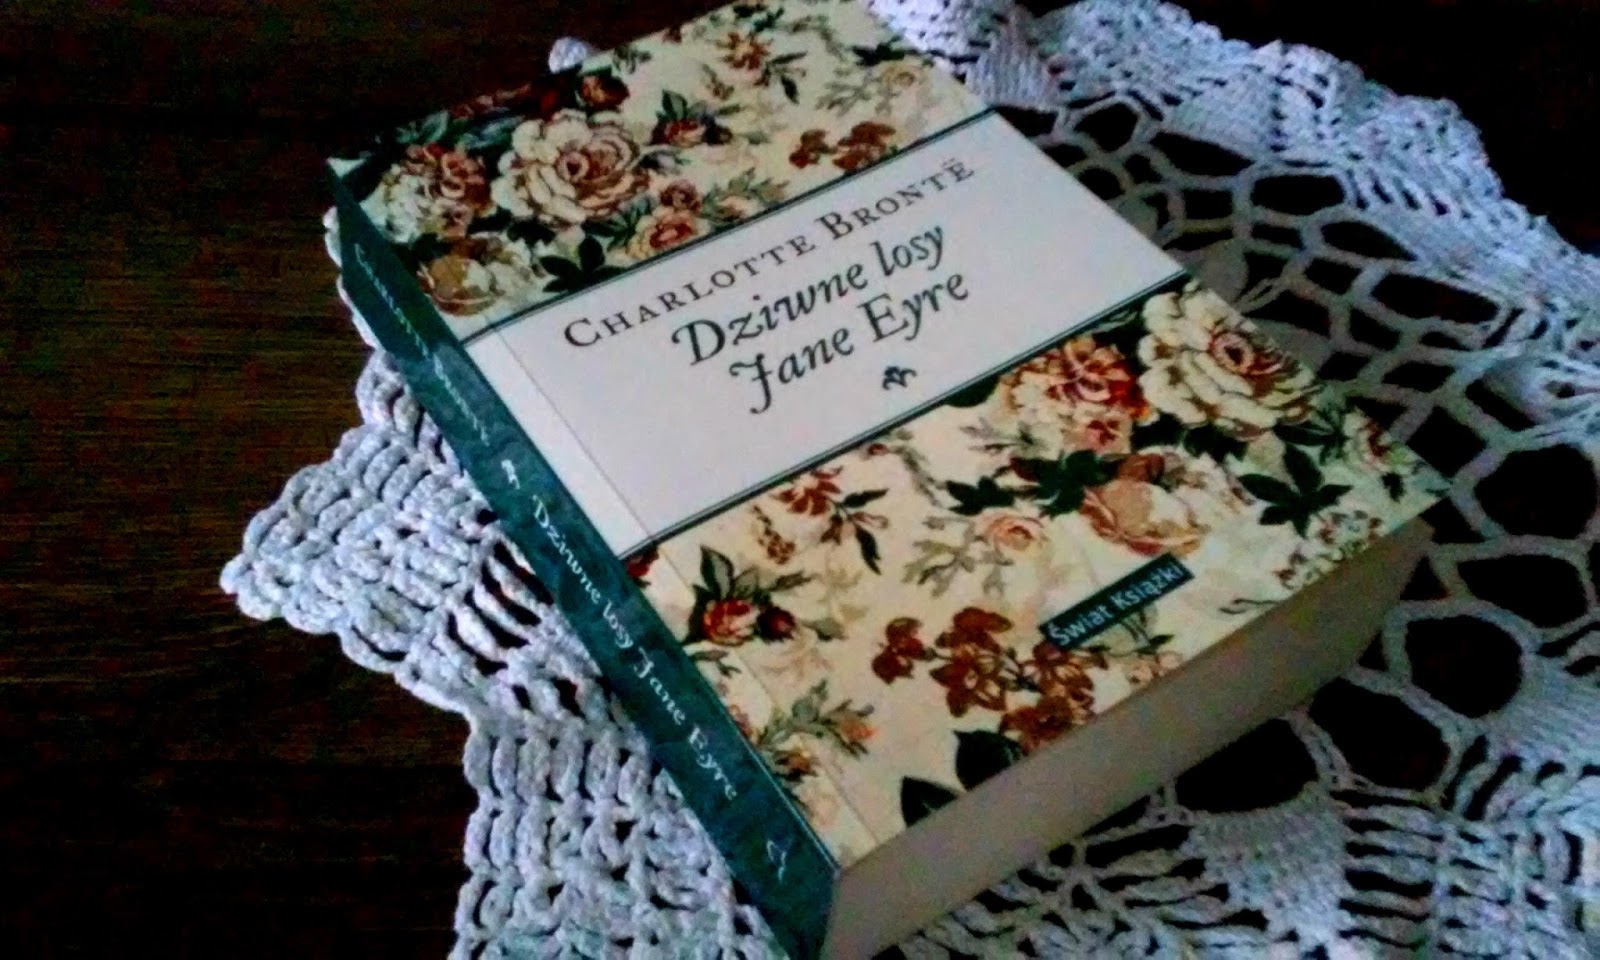 Charlotte Brontë
Dziwne losy
Jane Eyre
Świat Książki
Charlotte Brontë Dziwne losy Jane Eyre